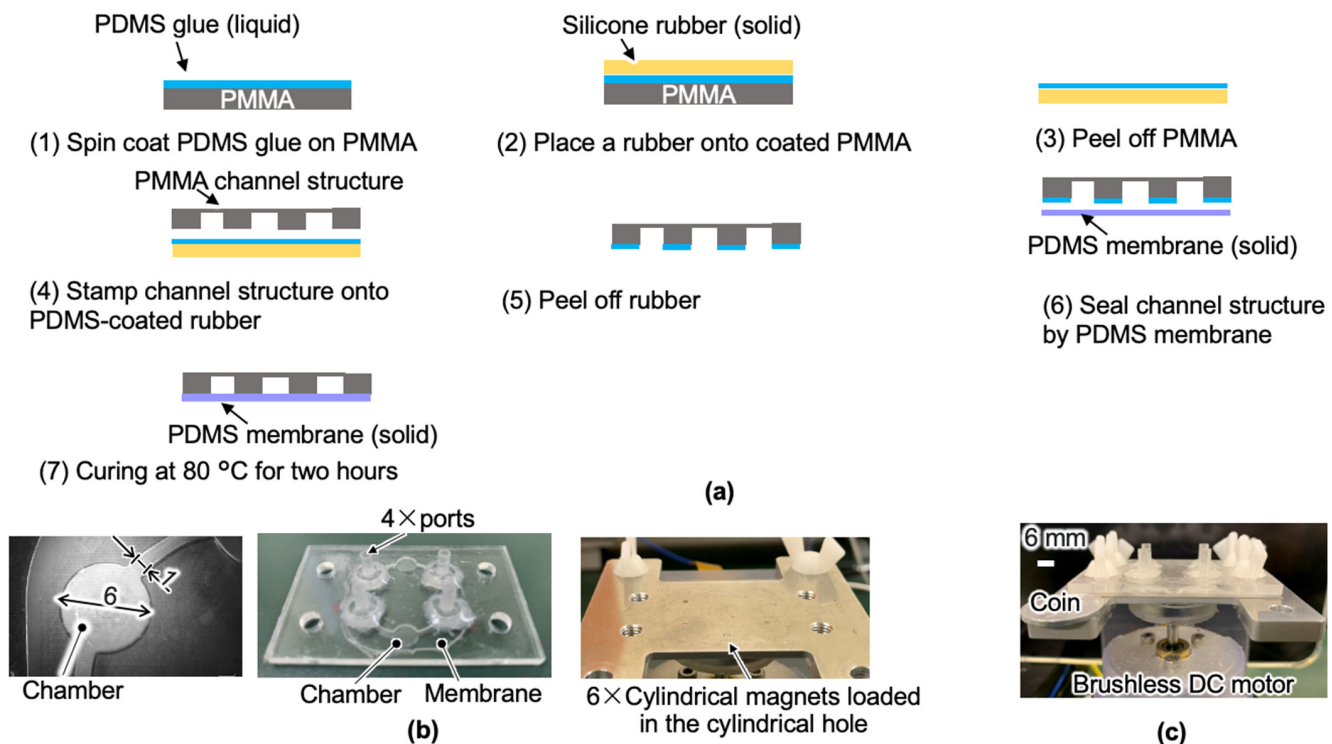 PDMS glue (liquid)
PMMA
(1) Spin coat PDMS glue on PMMA
Silicone rubber (solid)
PMMA
(2) Place a rubber onto coated PMMA
(3) Peel off PMMA
PMMA channel structure
(4) Stamp channel structure onto
PDMS-coated rubber
(5) Peel off rubber
PDMS membrane (solid)
(6) Seal channel structure
by PDMS membrane
PDMS membrane (solid)
(7) Curing at 80 °C for two hours
(a)
1
6
Chamber
4×ports
Chamber
Membrane
(b)
6×Cylindrical magnets loaded
in the cylindrical hole
6 mm
Coin
Brushless DC motor
(c)